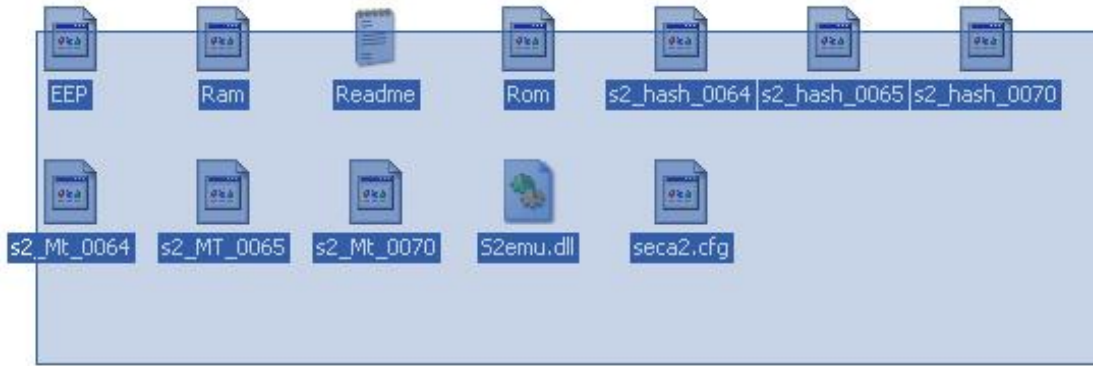 EEP Ram Readme Rom s2_hash_0064 s2_hash_0065 s2_hash_0070
s2_Mt_0064 s2_MT_0065 s2_Mt_0070 S2emu.dll seca2.cfg